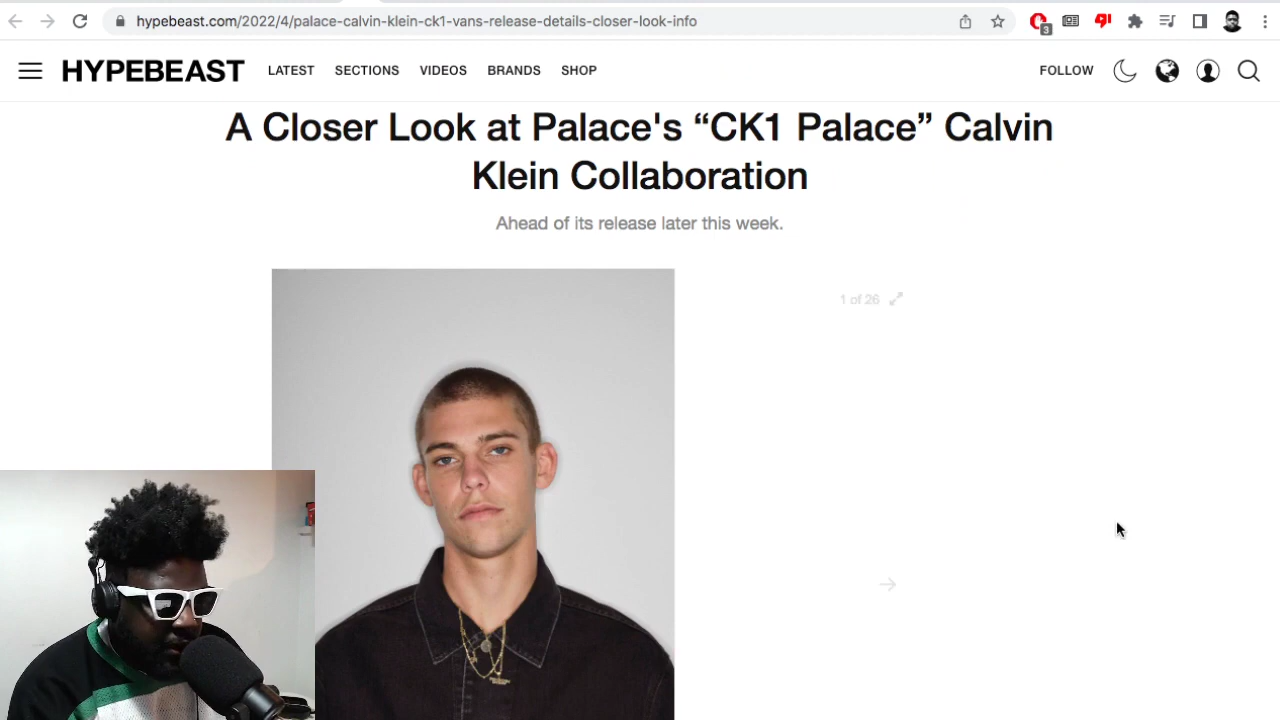 hypebeast.com/2022/4/palace-calvin-klein-ck1-vans-release-details-closer-look-info
3
HYPEBEAST LATEST SECTIONS VIDEOS BRANDS SHOP FOLLOW
A Closer Look at Palace's “CK1 Palace” Calvin
Klein Collaboration
Ahead of its release later this week.
1 of 26